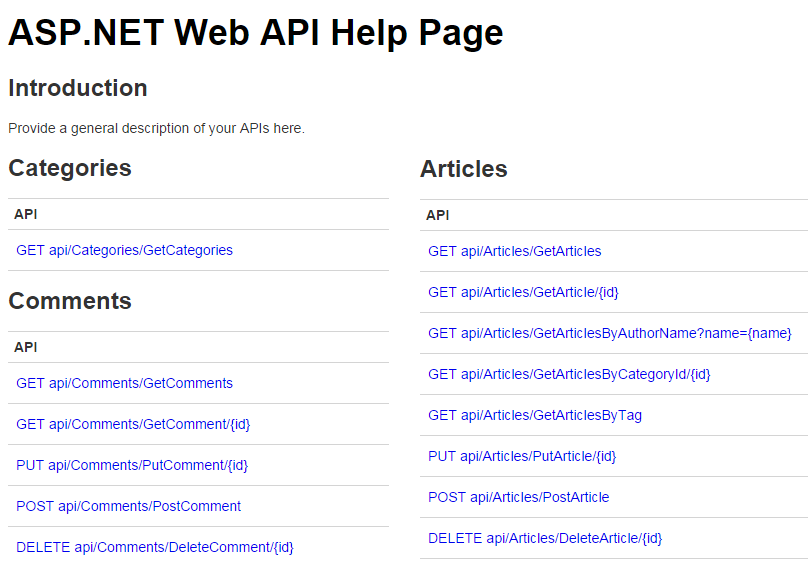 ASP.NET Web API Help Page
Introduction
Provide a general description of your APIs here.
Categories
API
GET api/Categories/GetCategories
Comments
API
GET api/Comments/GetComments
GET api/Comments/GetComment/{id}
PUT api/Comments/PutComment/{id}
POST api/Comments/PostComment
DELETE api/Comments/DeleteComment/{id}
Articles
API
GET api/Articles/GetArticles
GET api/Articles/GetArticle/{id}
GET api/Articles/GetArticlesByAuthorName?name={name}
GET api/Articles/GetArticlesByCategoryId/{id}
GET api/Articles/GetArticlesByTag
PUT api/Articles/PutArticle/{id}
POST api/Articles/PostArticle
DELETE api/Articles/DeleteArticle/{id}